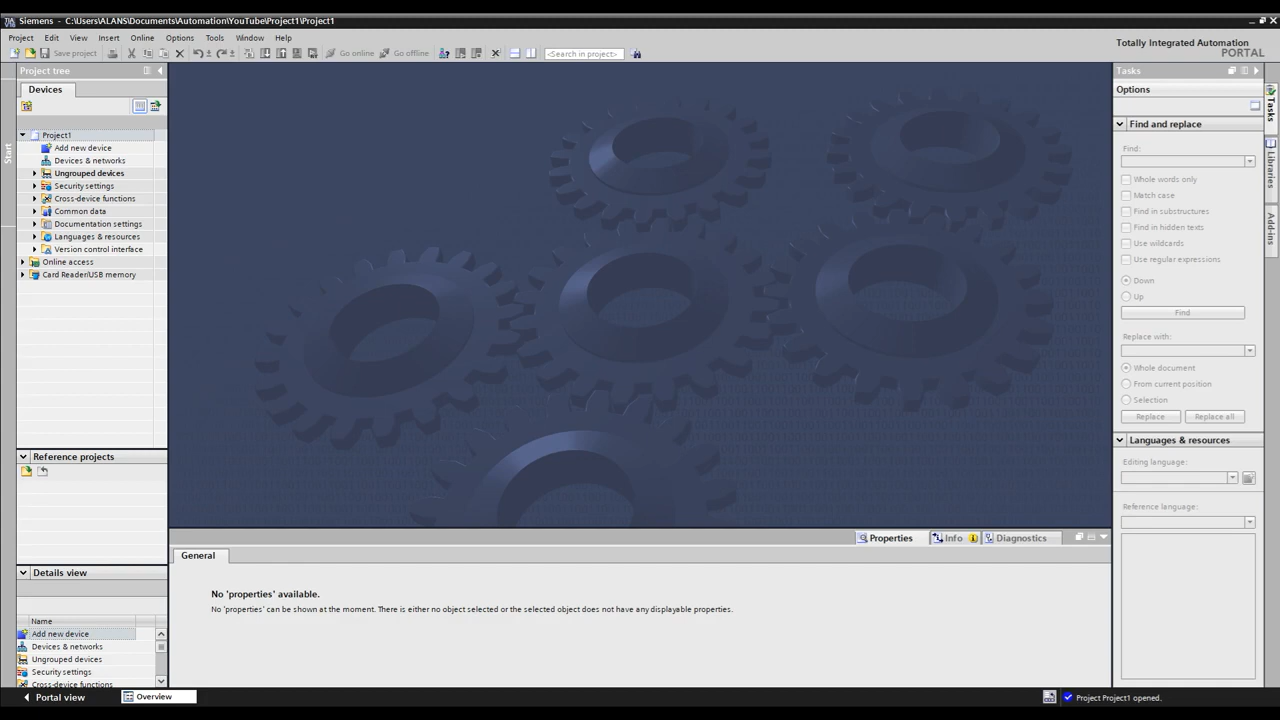 Siemens - C:\Users\ALANS\Documents\Automation\YouTube\Project1\Project1
Project Edit View Insert Online Options Tools Window Help
Totally Integrated Automation
PORTAL
Save project Go online Go offline <Search in project>
Project tree
Devices
Start
Project1
Add new device
Devices & networks
Ungrouped devices
Security settings
Cross-device functions
Common data
Documentation settings
Languages & resources
Version control interface
Online access
Card Reader/USB memory
Reference projects
Details view
Name
Add new device
Devices & networks
Ungrouped devices
Security settings
Cross-device functions
Properties Info Diagnostics
General
No 'properties' available.
No 'properties' can be shown at the moment. There is either no object selected or the selected object does not have any displayable properties.
Tasks
Options
Find and replace
Find:
Whole words only
Match case
Find in substructures
Find in hidden texts
Use wildcards
Use regular expressions
Down
Up
Find
Replace with:
Whole document
From current position
Selection
Replace Replace all
Languages & resources
Editing language:
Reference language:
Tasks
Libraries
Add-ins
Portal view Overview Project Project1 opened.